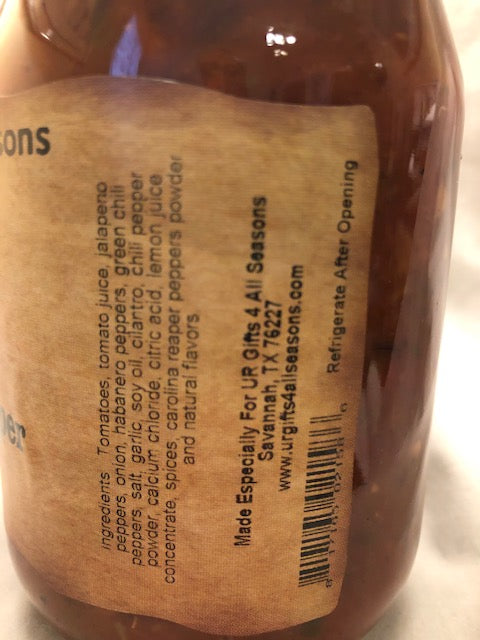 sons
per
Ingredients Tomatoes, tomato juice, jalapeno
peppers, onion, habanero peppers, green chili
peppers, salt, garlic, soy oil, cilantro, chili pepper
powder, calcium chloride, citric acid, lemon juice
concentrate, spices, carolina reaper peppers powder
and natural flavors
Made Especially For UR Gifts 4 All Seasons
Savannah, TX 76227
www.urgifts4allseasons.com
Refrigerate After Opening